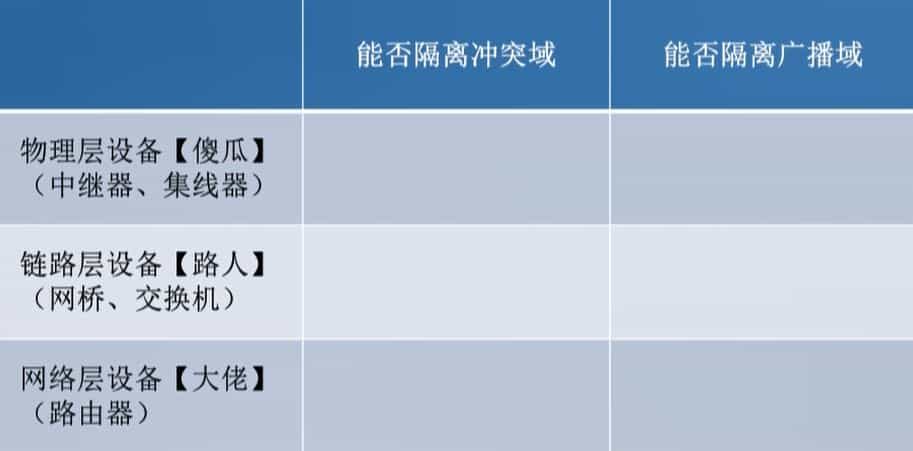 能否隔离冲突域
能否隔离广播域
物理层设备【傻瓜】
（中继器、集线器）
链路层设备【路人】
（网桥、交换机）
网络层设备【大佬】
（路由器）